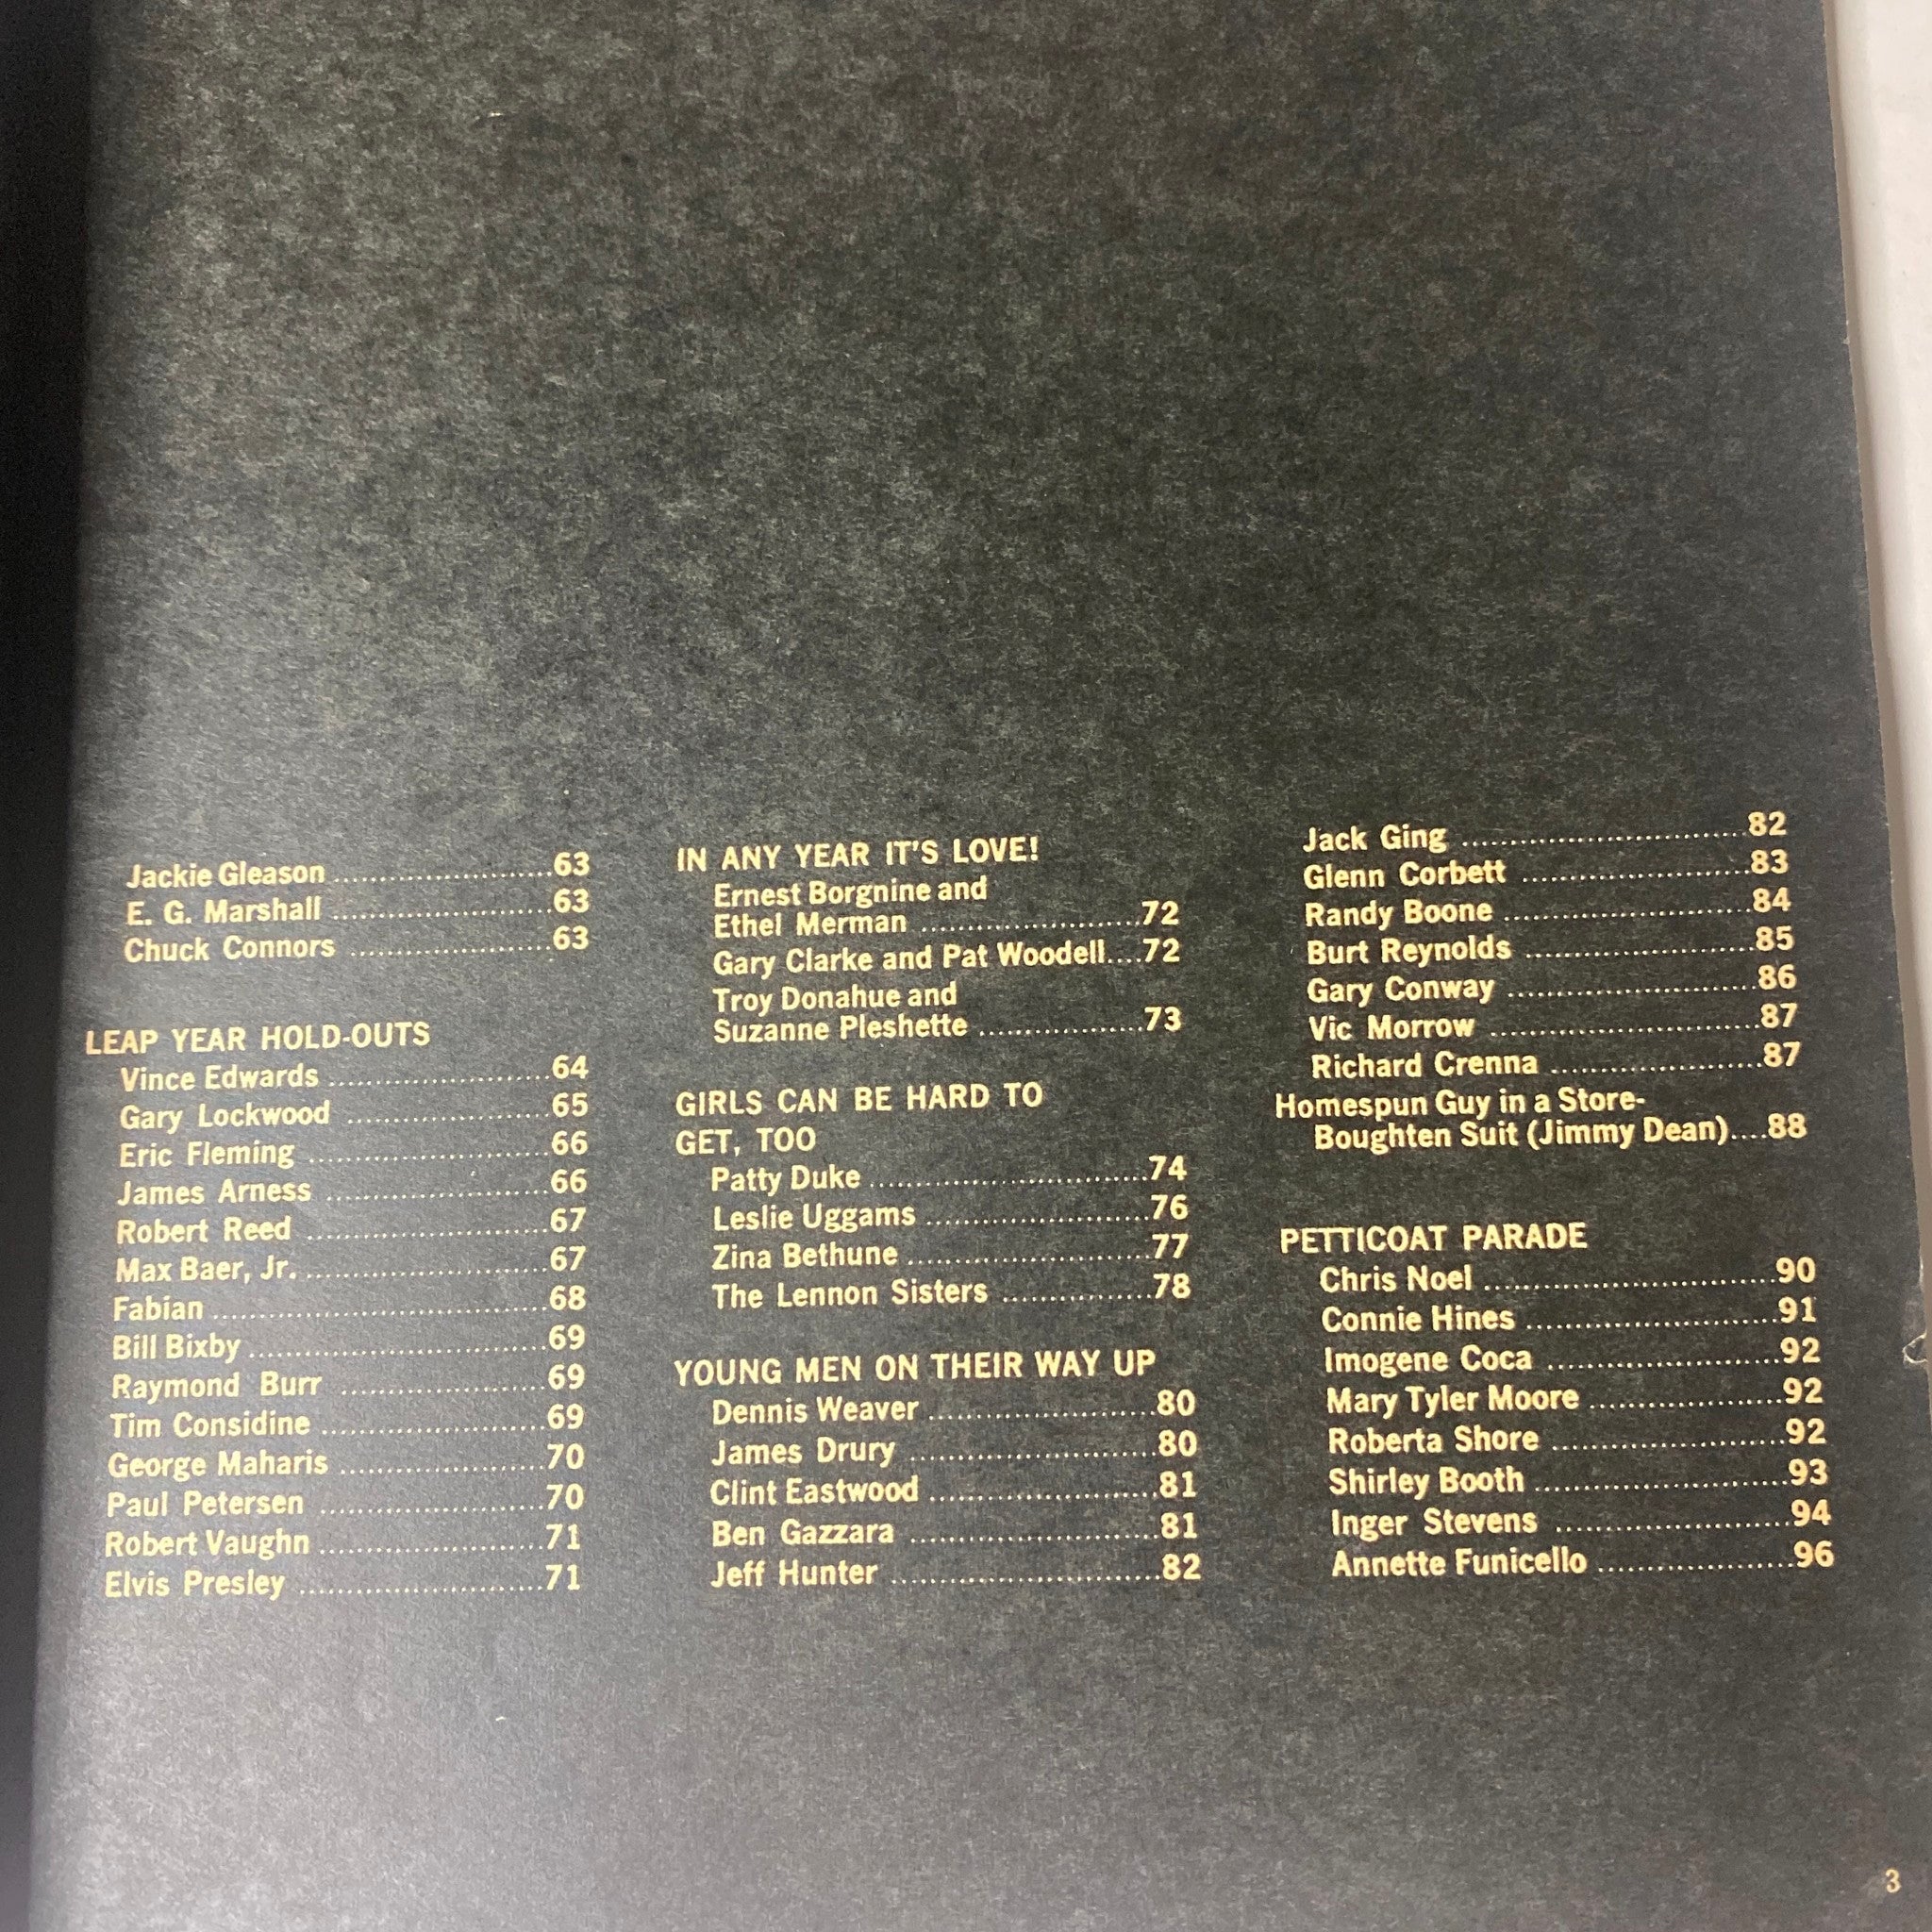 Jackie Gleason ........................63
E. G. Marshall ........................63
Chuck Connors ......................63
LEAP YEAR HOLD-OUTS
Vince Edwards ........................64
Gary Lockwood ......................65
Eric Fleming ..........................66
James Arness ........................66
Robert Reed ..........................67
Max Baer, Jr. ..........................67
Fabian ....................................68
Bill Bixby ................................69
Raymond Burr ......................69
Tim Considine ........................69
George Maharis ......................70
Paul Petersen ........................70
Robert Vaughn ........................71
Elvis Presley ..........................71
IN ANY YEAR IT'S LOVE!
Ernest Borgnine and
Ethel Merman ........................72
Gary Clarke and Pat Woodell....72
Troy Donahue and
Suzanne Pleshette ..................73
GIRLS CAN BE HARD TO
GET, TOO
Patty Duke ..............................74
Leslie Uggams ........................76
Zina Bethune ..........................77
The Lennon Sisters ................78
YOUNG MEN ON THEIR WAY UP
Dennis Weaver ........................80
James Drury ..........................80
Clint Eastwood ........................81
Ben Gazzara ..........................81
Jeff Hunter ............................82
Jack Ging ..............................82
Glenn Corbett ........................83
Randy Boone ..........................84
Burt Reynolds ........................85
Gary Conway ..........................86
Vic Morrow ............................87
Richard Crenna ......................87
Homespun Guy in a Store-
Boughten Suit (Jimmy Dean)....88
PETTICOAT PARADE
Chris Noel ..............................90
Connie Hines ..........................91
Imogene Coca ........................92
Mary Tyler Moore ....................92
Roberta Shore ........................92
Shirley Booth ..........................93
Inger Stevens ........................94
Annette Funicello ....................96
3